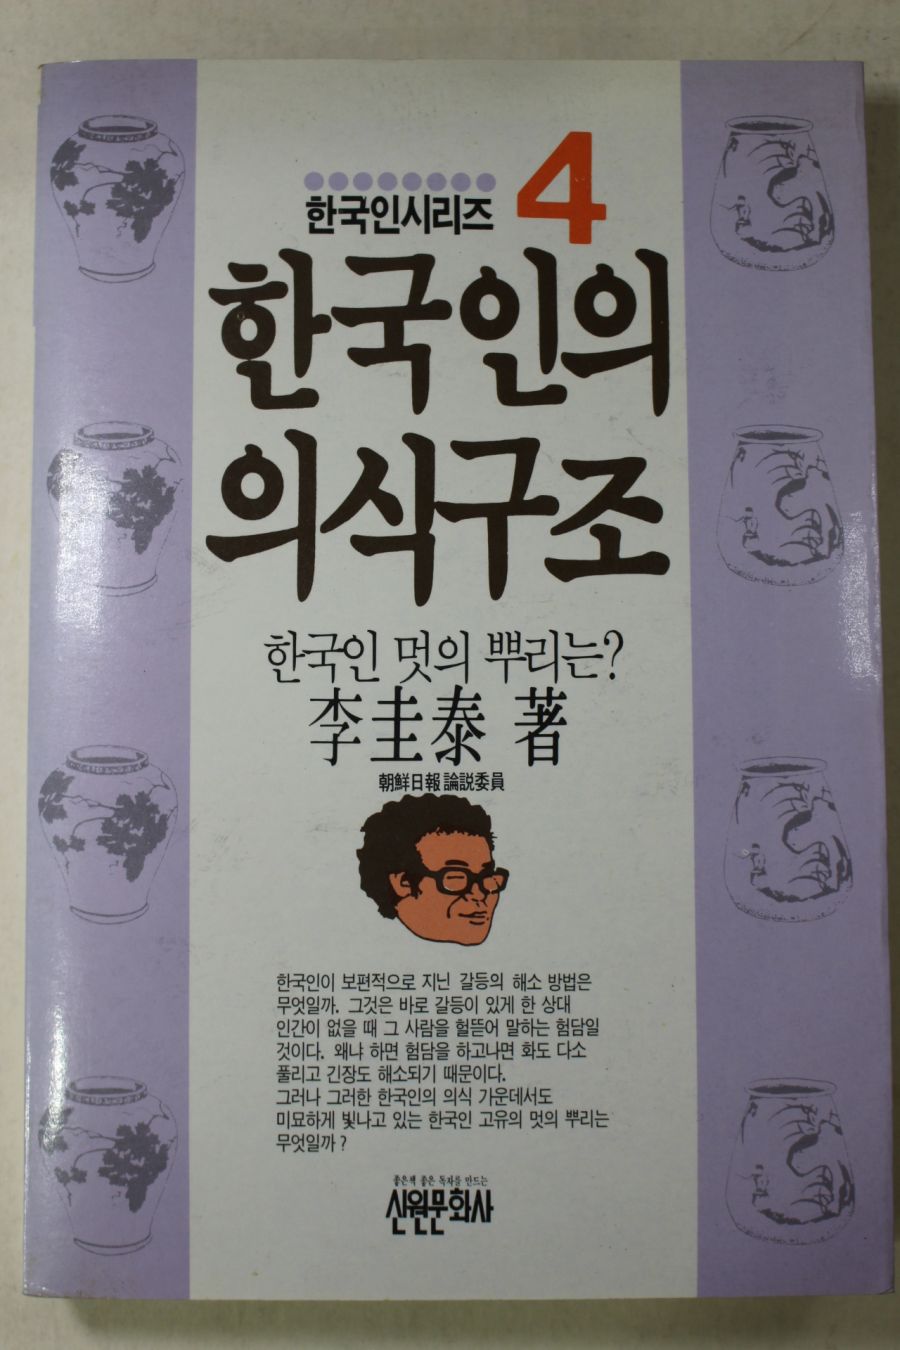 한국인시리즈 4
한국인의
의식구조
한국인 멋의 뿌리는?
李圭泰 著
朝鮮日報 論説委員
한국인이 보편적으로 지닌 갈등의 해소 방법은
무엇일까. 그것은 바로 갈등이 있게 한 상대
인간이 없을 때 그 사람을 헐뜯어 말하는 험담일
것이다. 왜냐 하면 험담을 하고나면 화도 다소
풀리고 긴장도 해소되기 때문이다.
그러나 그러한 한국인의 의식 가운데서도
미묘하게 빛나고 있는 한국인 고유의 멋의 뿌리는
무엇일까?
좋은책 좋은 독자를 만드는
신원문화사